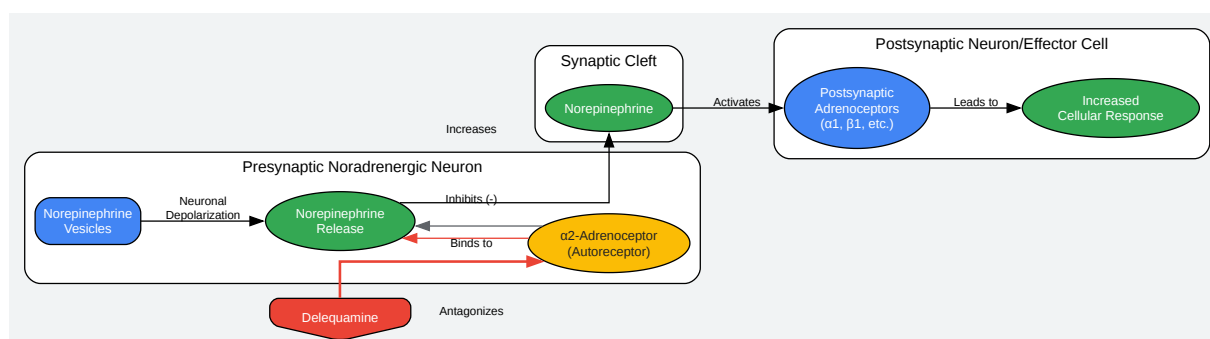 Postsynaptic Neuron/Effector Cell
Synaptic Cleft
Norepinephrine
Activates
Postsynaptic
Adrenoceptors
(α1, β1, etc.)
Leads to
Increased
Cellular Response
Increases
Presynaptic Noradrenergic Neuron
Norepinephrine
Vesicles
Neuronal
Depolarization
Norepinephrine
Release
Inhibits (-)
Binds to
α2-Adrenoceptor
(Autoreceptor)
Delequamine
Antagonizes